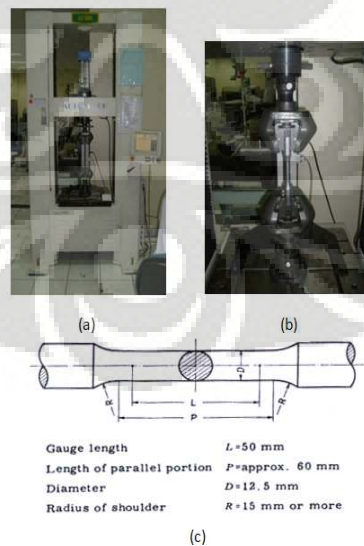 (a)
(b)
R
L
P
D
R
Gauge length L=50 mm
Length of parallel portion P=approx. 60 mm
Diameter D=12.5 mm
Radius of shoulder R=15 mm or more
(c)